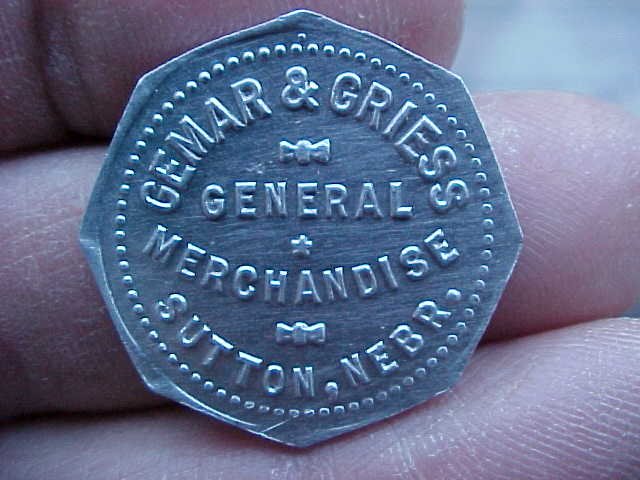 GEMAR & GRIESS
GENERAL
MERCHANDISE
SUTTON, NEBR.